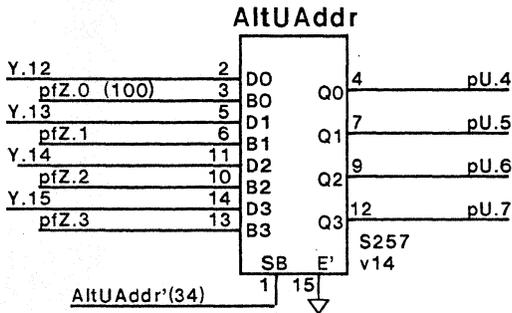 AltUAddr
Y.12 2 D0
pfZ.0 (100) 3 B0
4 Q0 pU.4
Y.13 5 D1
pfZ.1 6 B1
7 Q1 pU.5
Y.14 11 D2
pfZ.2 10 B2
9 Q2 pU.6
Y.15 14 D3
pfZ.3 13 B3
12 Q3 pU.7
S257
v14
SB E'
1 15
AltUAddr'(34)